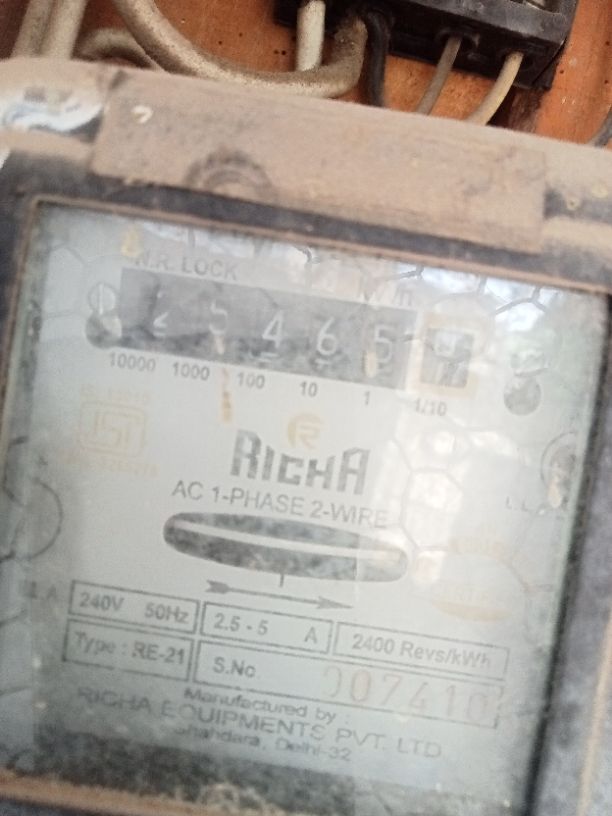 N.R. LOCK
2 5 4 6 5
10000 1000 100 10 1 1/10
RICHA
AC 1-PHASE 2-WIRE
240V 50Hz 2.5 - 5 A 2400 Revs/kWh
Type : RE-21 S.No. 007410
Manufactured by :
RICHA EQUIPMENTS PVT. LTD
Shahdara, Delhi-32